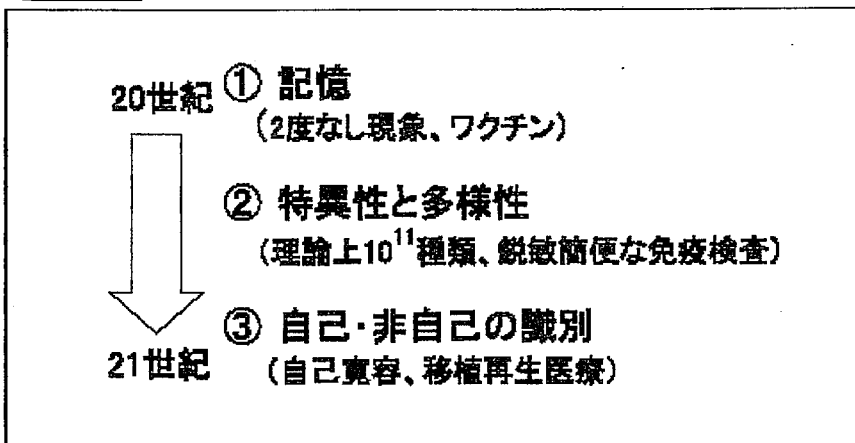 20世紀
① 記憶
（2度なし現象、ワクチン）
② 特異性と多様性
（理論上10¹¹種類、鋭敏簡便な免疫検査）
③ 自己・非自己の識別
21世紀
（自己寛容、移植再生医療）